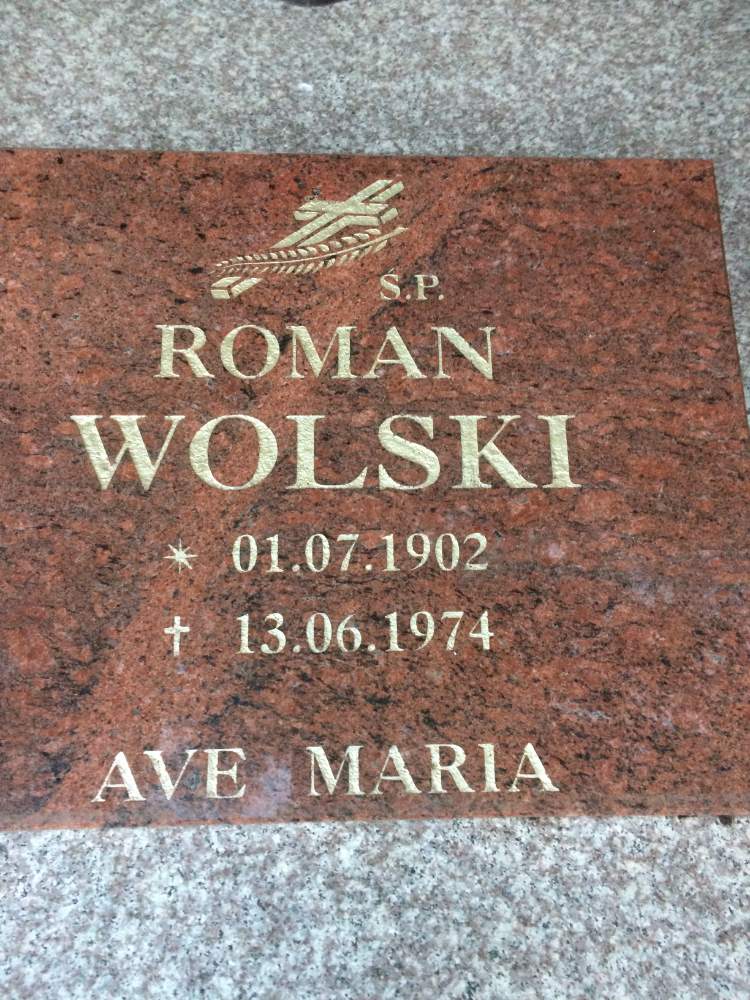 Ś.P.
ROMAN
WOLSKI
* 01.07.1902
✝ 13.06.1974
AVE MARIA